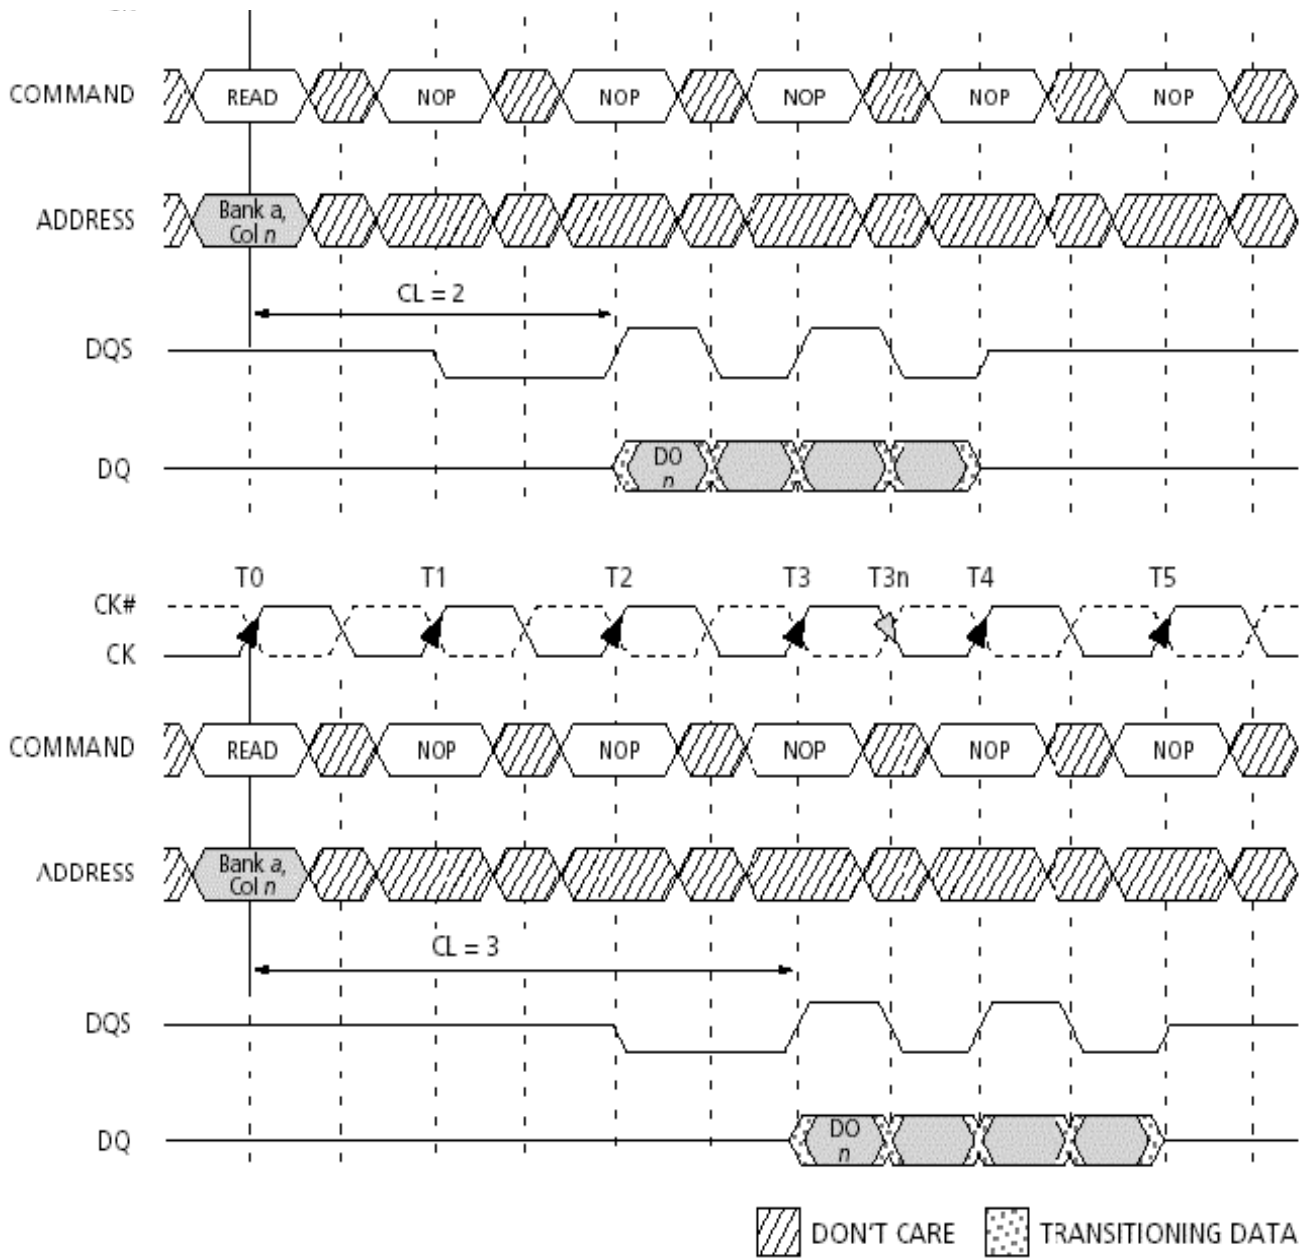 COMMAND READ NOP NOP NOP NOP NOP
ADDRESS Bank a,
Col n
CL = 2
DQS
DQ DO
n
T0 T1 T2 T3 T3n T4 T5
CK#
CK
COMMAND READ NOP NOP NOP NOP NOP
ADDRESS Bank a,
Col n
CL = 3
DQS
DQ DO
n
DON'T CARE TRANSITIONING DATA